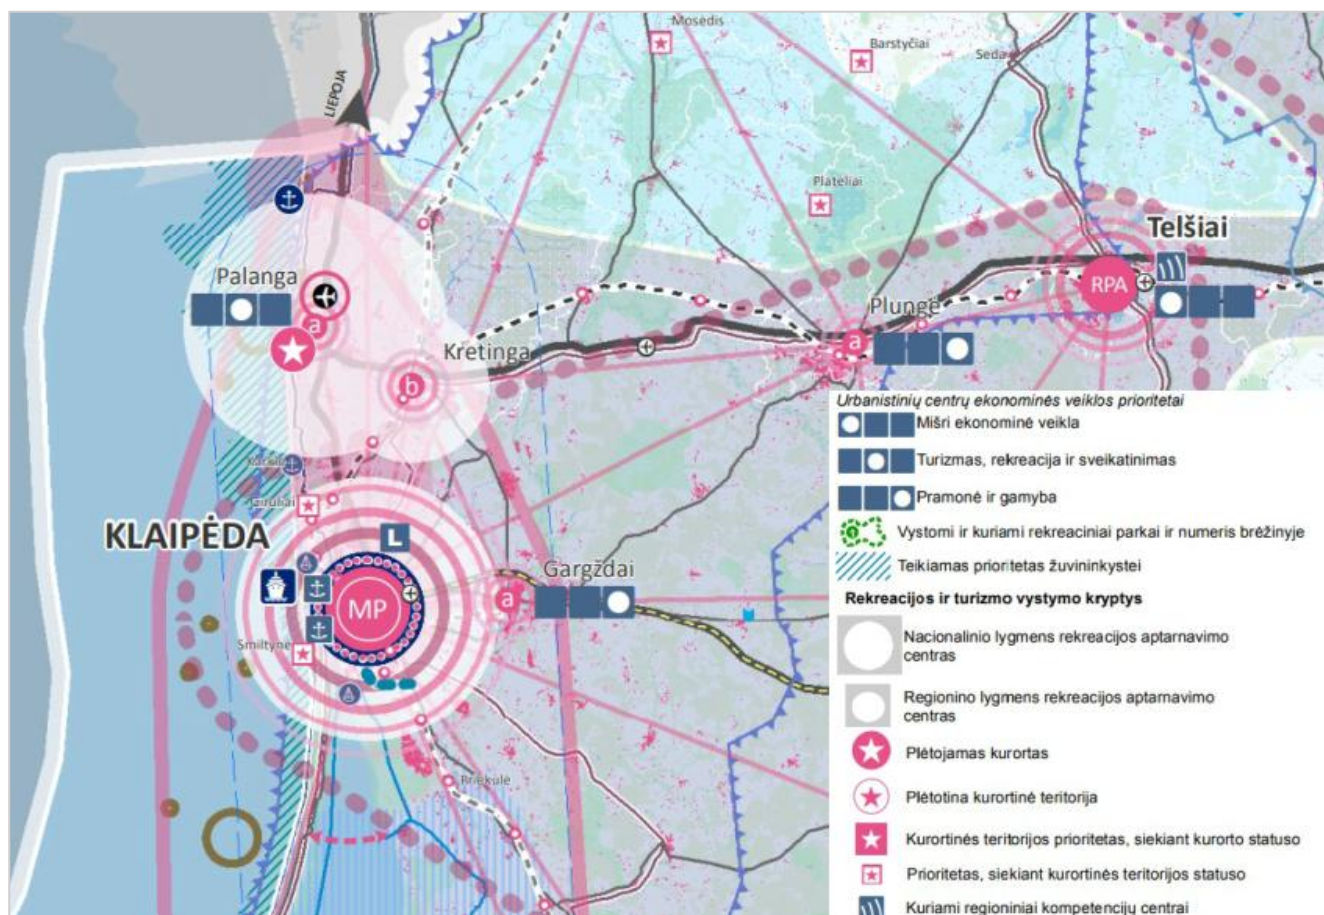 Mosėdis
Barstyčiai
Seda
LIEPOJA
Plateliai
Telšiai
RPA
Palanga
a
Plungė
a
Kretinga
b
Karklė
Giruliai
KLAIPĖDA
L
MP
Gargždai
a
Smiltynė
Priekulė
Urbanistinių centrų ekonominės veiklos prioritetai
Mišri ekonominė veikla
Turizmas, rekreacija ir sveikatinimas
Pramonė ir gamyba
Vystomi ir kuriami rekreaciniai parkai ir numeris brėžinyje
Teikiamas prioritetas žuvininkystei
Rekreacijos ir turizmo vystymo kryptys
Nacionalinio lygmens rekreacijos aptarnavimo
centras
Regionino lygmens rekreacijos aptarnavimo
centras
Plėtojamas kurortas
Plėtotina kurortinė teritorija
Kurortinės teritorijos prioritetas, siekiant kurorto statuso
Prioritetas, siekiant kurortinės teritorijos statuso
Kuriami regioniniai kompetencijų centrai